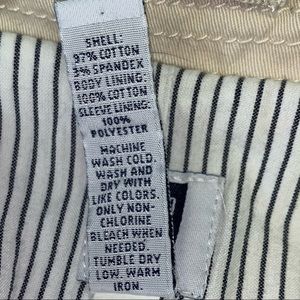 SHELL:
97% COTTON
3% SPANDEX
BODY LINING:
100% COTTON
SLEEVE LINING:
100%
POLYESTER
MACHINE
WASH COLD.
WASH AND
DRY WITH
LIKE COLORS.
ONLY NON-
CHLORINE
BLEACH WHEN
NEEDED.
TUMBLE DRY
LOW. WARM
IRON.